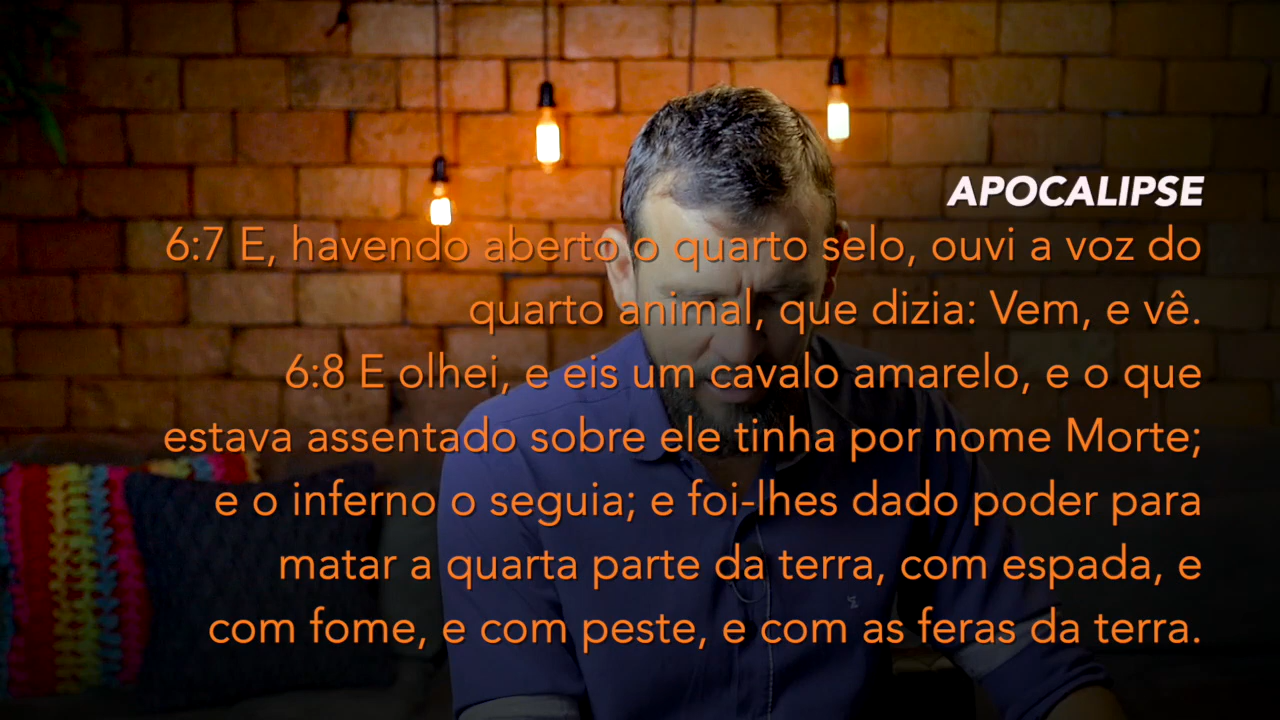 APOCALIPSE
6:7 E, havendo aberto o quarto selo, ouvi a voz do
quarto animal, que dizia: Vem, e vê.
6:8 E olhei, e eis um cavalo amarelo, e o que
estava assentado sobre ele tinha por nome Morte;
e o inferno o seguia; e foi-lhes dado poder para
matar a quarta parte da terra, com espada, e
com fome, e com peste, e com as feras da terra.